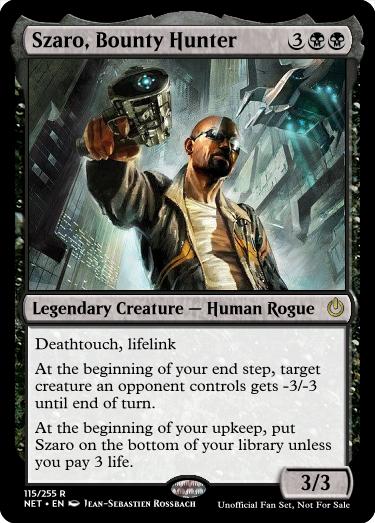 Szaro, Bounty Hunter 3
Legendary Creature — Human Rogue
Deathtouch, lifelink
At the beginning of your end step, target
creature an opponent controls gets -3/-3
until end of turn.
At the beginning of your upkeep, put
Szaro on the bottom of your library unless
you pay 3 life.
3/3
115/255 R
NET • EN Jean-Sebastien Rossbach
Unofficial Fan Set, Not For Sale